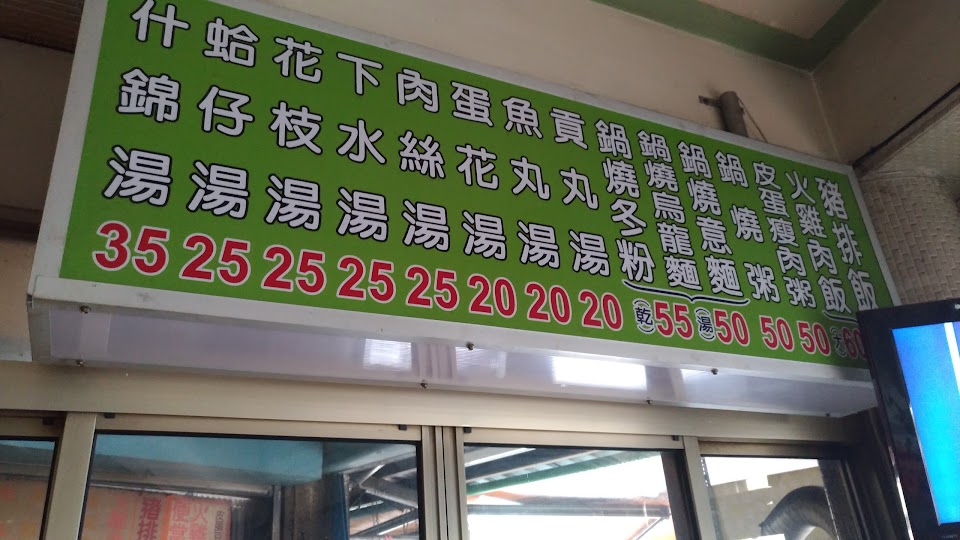 豬排飯
火雞肉飯
(大)60
皮蛋瘦肉粥
50
鍋燒粥
50
鍋燒意麵
鍋燒烏龍麵
鍋燒冬粉
(乾)55 (湯)50
貢丸湯
20
魚丸湯
20
蛋花湯
20
肉絲湯
25
下水湯
25
花枝湯
25
蛤仔湯
25
什錦湯
35